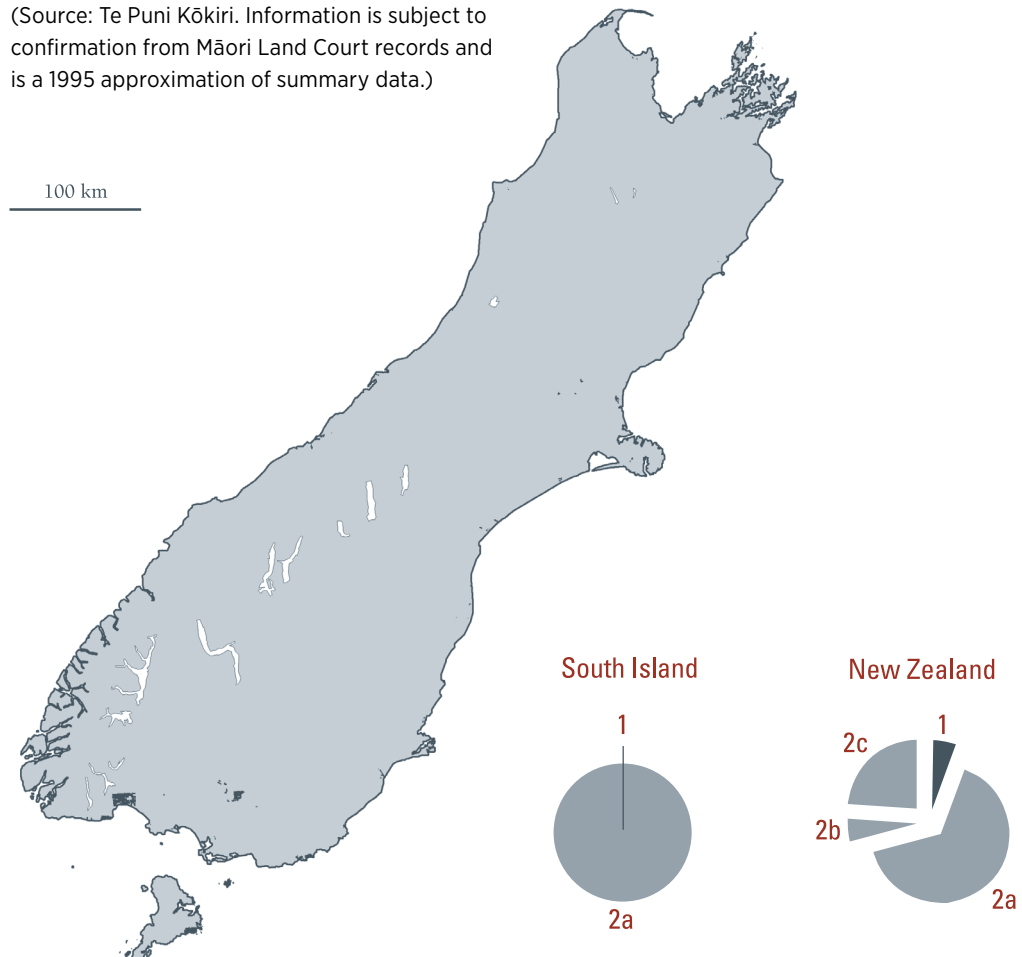 (Source: Te Puni Kōkiri. Information is subject to
confirmation from Māori Land Court records and
is a 1995 approximation of summary data.)
100 km
South Island
1
2a
New Zealand
1
2c
2b
2a